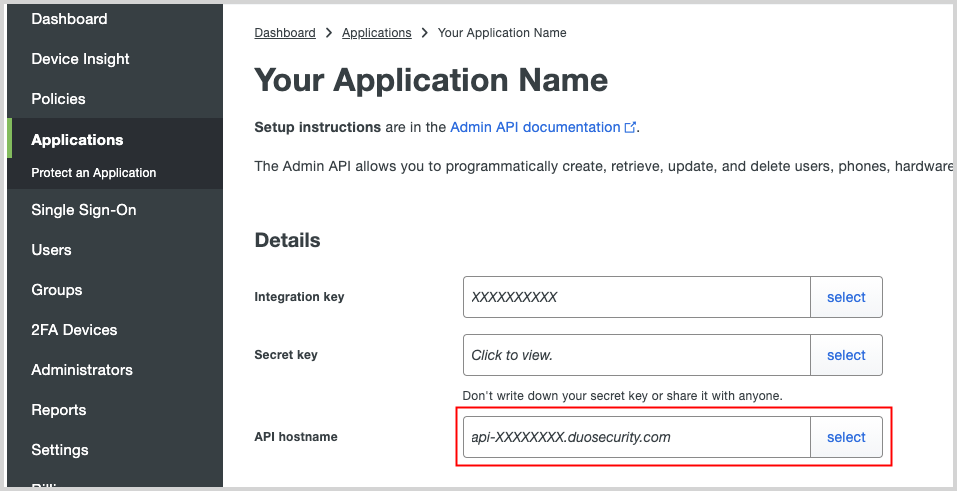 Dashboard
Device Insight
Policies
Applications
Protect an Application
Single Sign-On
Users
Groups
2FA Devices
Administrators
Reports
Settings
Dashboard > Applications > Your Application Name
Your Application Name
Setup instructions are in the Admin API documentation.
The Admin API allows you to programmatically create, retrieve, update, and delete users, phones, hardware
Details
Integration key XXXXXXXXXX select
Secret key Click to view. select
Don't write down your secret key or share it with anyone.
API hostname api-XXXXXXXX.duosecurity.com select